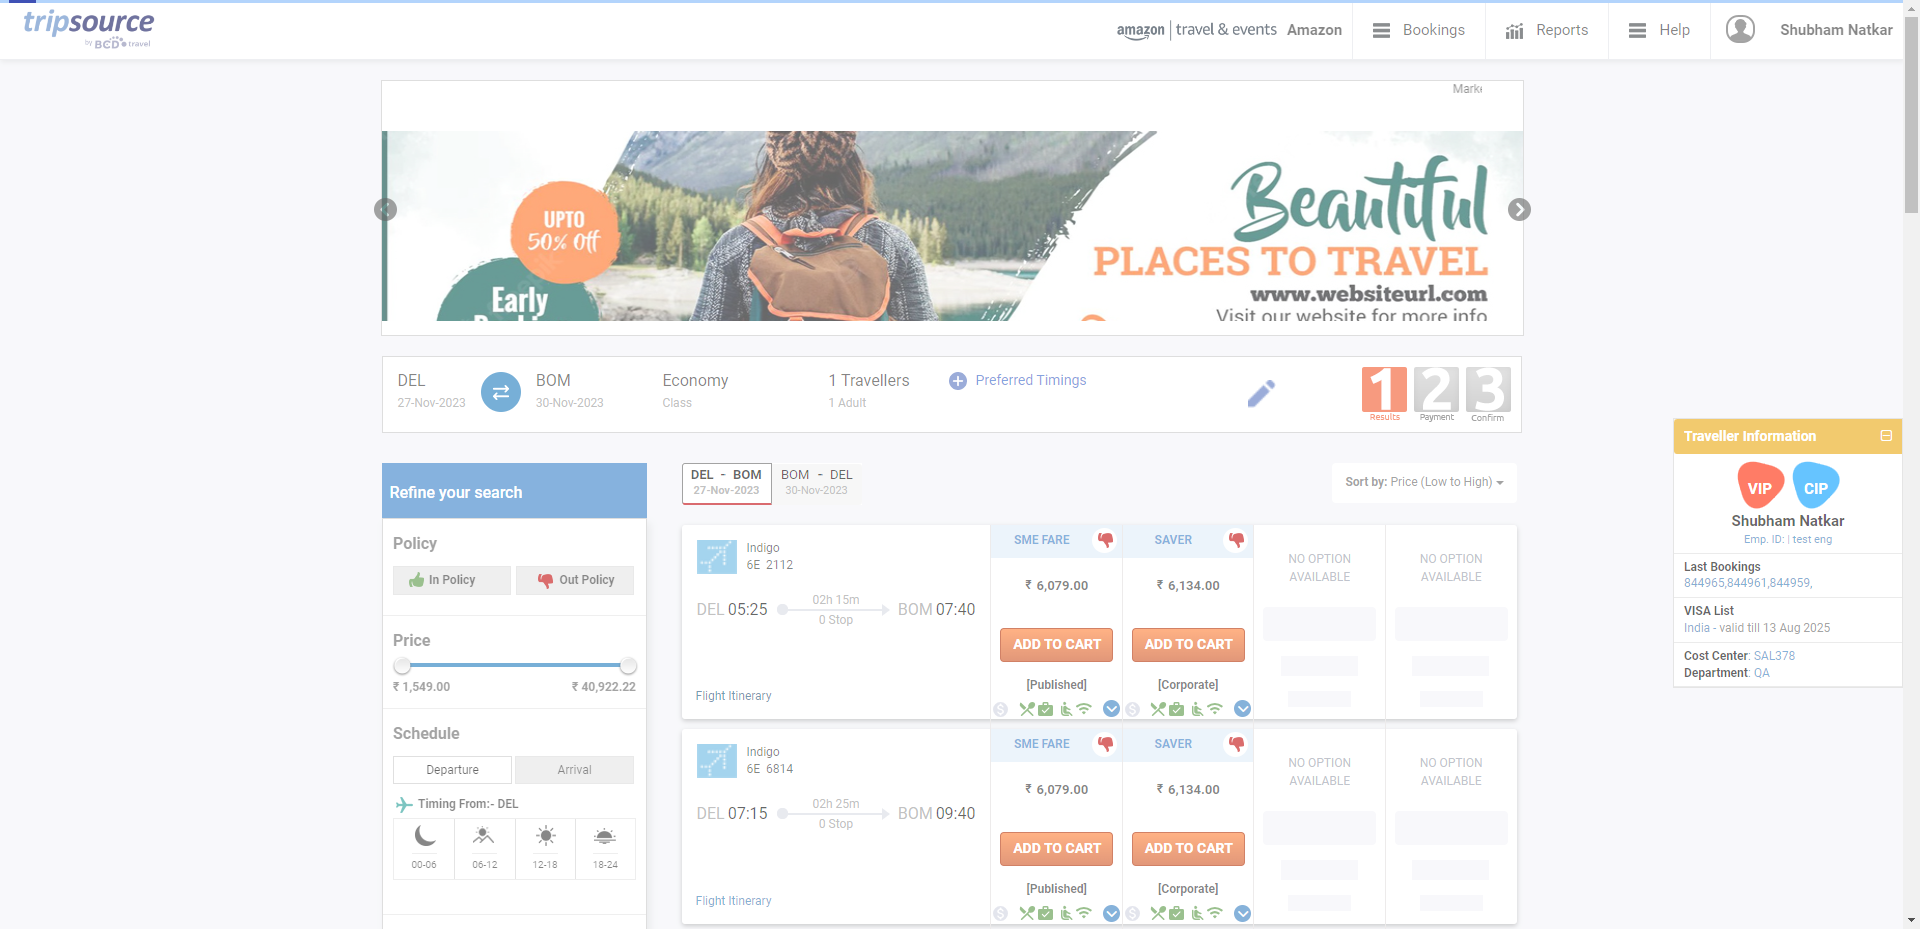 tripsource
by BCD travel
amazon | travel & events Amazon
Bookings
Reports
Help
Shubham Natkar
Marke
UPTO
50% Off
Early
Beautiful
PLACES TO TRAVEL
www.websiteurl.com
Visit our website for more info
DEL
27-Nov-2023
BOM
30-Nov-2023
Economy
Class
1 Travellers
1 Adult
Preferred Timings
1
Results
2
Payment
3
Confirm
Traveller Information
VIP
CIP
Shubham Natkar
Emp. ID: | test eng
Last Bookings
844965,844961,844959,
VISA List
India - valid till 13 Aug 2025
Cost Center: SAL378
Department: QA
Refine your search
Policy
In Policy
Out Policy
Price
₹ 1,549.00
₹ 40,922.22
Schedule
Departure
Arrival
Timing From:- DEL
00-06
06-12
12-18
18-24
DEL - BOM
27-Nov-2023
BOM - DEL
30-Nov-2023
Sort by: Price (Low to High)
Indigo
6E 2112
DEL 05:25
02h 15m
0 Stop
BOM 07:40
Flight Itinerary
SME FARE
₹ 6,079.00
ADD TO CART
[Published]
SAVER
₹ 6,134.00
ADD TO CART
[Corporate]
NO OPTION
AVAILABLE
NO OPTION
AVAILABLE
Indigo
6E 6814
DEL 07:15
02h 25m
0 Stop
BOM 09:40
Flight Itinerary
SME FARE
₹ 6,079.00
ADD TO CART
[Published]
SAVER
₹ 6,134.00
ADD TO CART
[Corporate]
NO OPTION
AVAILABLE
NO OPTION
AVAILABLE